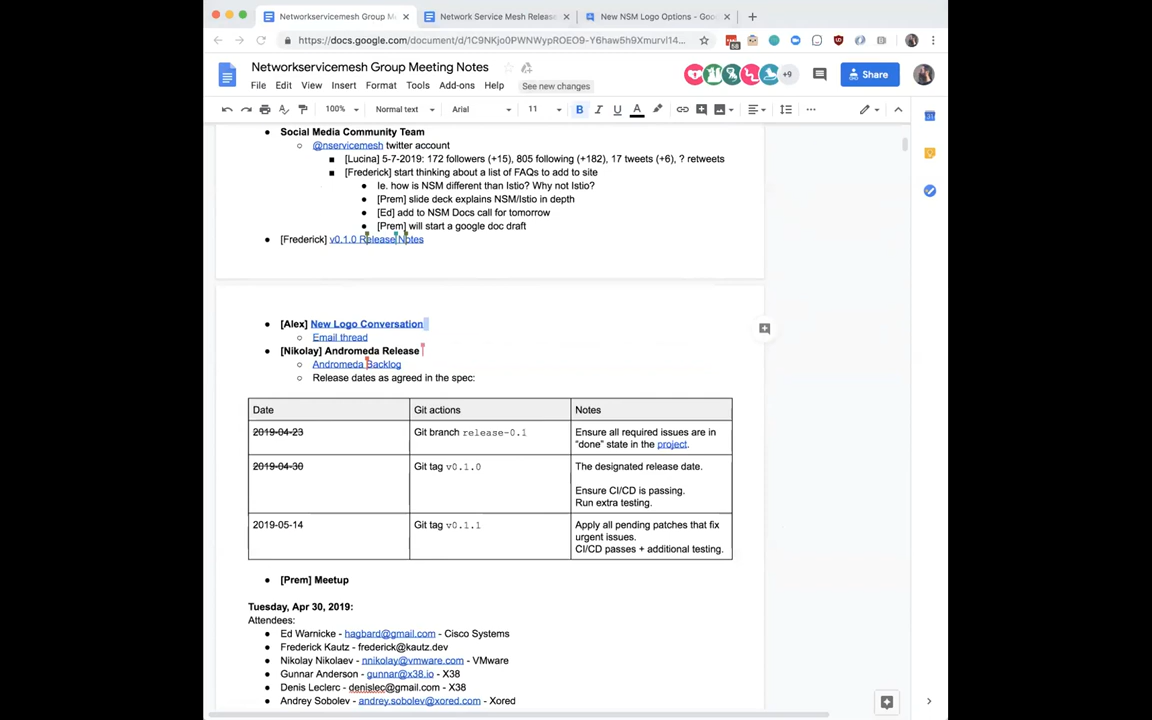 Networkservicemesh Group M
Network Service Mesh Release
New NSM Logo Options - Goo
https://docs.google.com/document/d/1C9NKjo0PWNWypROEO9-Y6haw5h9Xmurvl14...
58
Networkservicemesh Group Meeting Notes
File Edit View Insert Format Tools Add-ons Help See new changes
+9
Share
100% Normal text Arial 11 B I U A
Social Media Community Team
@nservicemesh twitter account
[Lucina] 5-7-2019: 172 followers (+15), 805 following (+182), 17 tweets (+6), ? retweets
[Frederick] start thinking about a list of FAQs to add to site
Ie. how is NSM different than Istio? Why not Istio?
[Prem] slide deck explains NSM/Istio in depth
[Ed] add to NSM Docs call for tomorrow
[Prem] will start a google doc draft
[Frederick] v0.1.0 Release Notes
[Alex] New Logo Conversation
Email thread
[Nikolay] Andromeda Release
Andromeda Backlog
Release dates as agreed in the spec:
Date Git actions Notes
2019-04-23 Git branch release-0.1 Ensure all required issues are in
"done" state in the project.
2019-04-30 Git tag v0.1.0 The designated release date.
Ensure CI/CD is passing.
Run extra testing.
2019-05-14 Git tag v0.1.1 Apply all pending patches that fix
urgent issues.
CI/CD passes + additional testing.
[Prem] Meetup
Tuesday, Apr 30, 2019:
Attendees:
Ed Warnicke - hagbard@gmail.com - Cisco Systems
Frederick Kautz - frederick@kautz.dev
Nikolay Nikolaev - nnikolay@vmware.com - VMware
Gunnar Anderson - gunnar@x38.io - X38
Denis Leclerc - denislec@gmail.com - X38
Andrey Sobolev - andrey.sobolev@xored.com - Xored